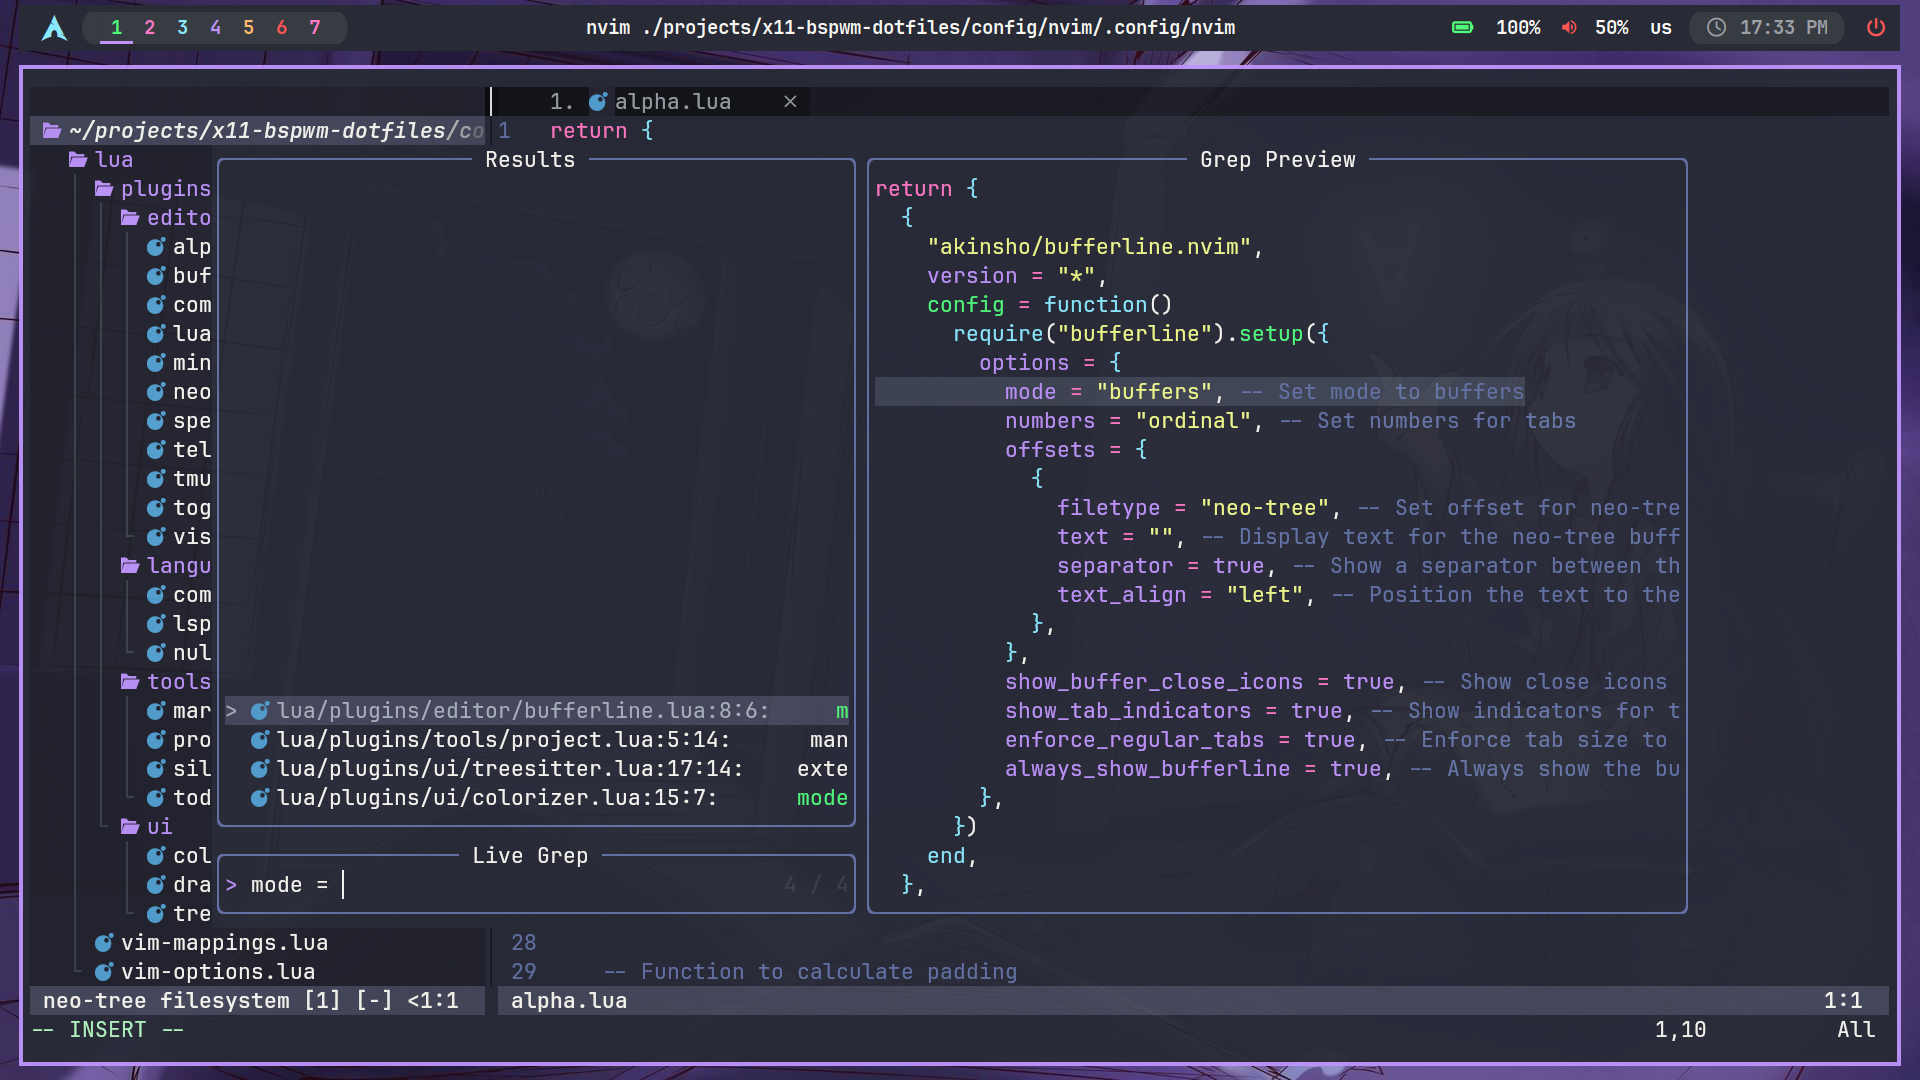 1 2 3 4 5 6 7
nvim ./projects/x11-bspwm-dotfiles/config/nvim/.config/nvim
100% 50% us 17:33 PM
1. alpha.lua ×
~/projects/x11-bspwm-dotfiles/co
1 return {
lua
plugins
edito
alp
buf
com
lua
min
neo
spe
tel
tmu
tog
vis
langu
com
lsp
nul
tools
mar
pro
sil
tod
ui
col
dra
tre
vim-mappings.lua
vim-options.lua
neo-tree filesystem [1] [-] <1:1
Results
> lua/plugins/editor/bufferline.lua:8:6: m
lua/plugins/tools/project.lua:5:14: man
lua/plugins/ui/treesitter.lua:17:14: exte
lua/plugins/ui/colorizer.lua:15:7: mode
Live Grep
> mode = 4 / 4
Grep Preview
return {
{
"akinsho/bufferline.nvim",
version = "*",
config = function()
require("bufferline").setup({
options = {
mode = "buffers", -- Set mode to buffers
numbers = "ordinal", -- Set numbers for tabs
offsets = {
{
filetype = "neo-tree", -- Set offset for neo-tre
text = "", -- Display text for the neo-tree buff
separator = true, -- Show a separator between th
text_align = "left", -- Position the text to the
},
},
show_buffer_close_icons = true, -- Show close icons
show_tab_indicators = true, -- Show indicators for t
enforce_regular_tabs = true, -- Enforce tab size to
always_show_bufferline = true, -- Always show the bu
},
})
end,
},
28
29 -- Function to calculate padding
alpha.lua 1:1
-- INSERT -- 1,10 All